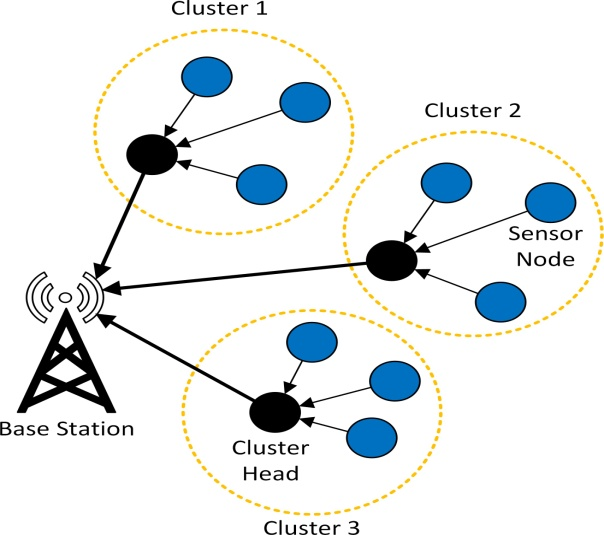 Cluster 1
Cluster 2
Sensor
Node
Base Station
Cluster
Head
Cluster 3